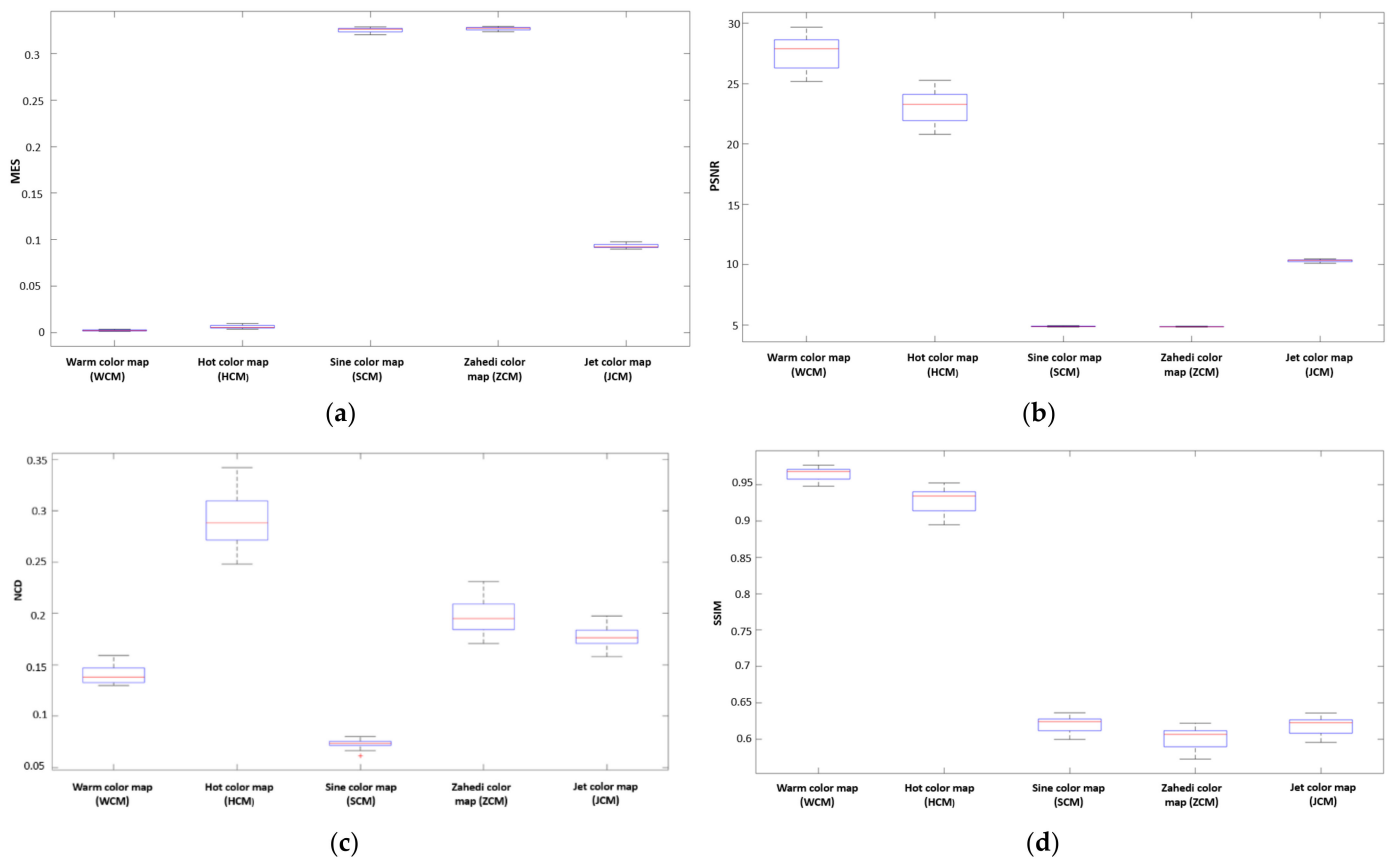 0.3
0.25
0.2
0.15
0.1
0.05
0
MES
Warm color map
(WCM)
Hot color map
(HCM)
Sine color map
(SCM)
Zahedi color
map (ZCM)
Jet color map
(JCM)
(a)
30
25
20
15
10
5
PSNR
Warm color map
(WCM)
Hot color map
(HCM)
Sine color map
(SCM)
Zahedi color
map (ZCM)
Jet color map
(JCM)
(b)
0.35
0.3
0.25
0.2
0.15
0.1
0.05
NCD
Warm color map
(WCM)
Hot color map
(HCM)
Sine color map
(SCM)
Zahedi color
map (ZCM)
Jet color map
(JCM)
(c)
0.95
0.9
0.85
0.8
0.75
0.7
0.65
0.6
SSIM
Warm color map
(WCM)
Hot color map
(HCM)
Sine color map
(SCM)
Zahedi color
map (ZCM)
Jet color map
(JCM)
(d)